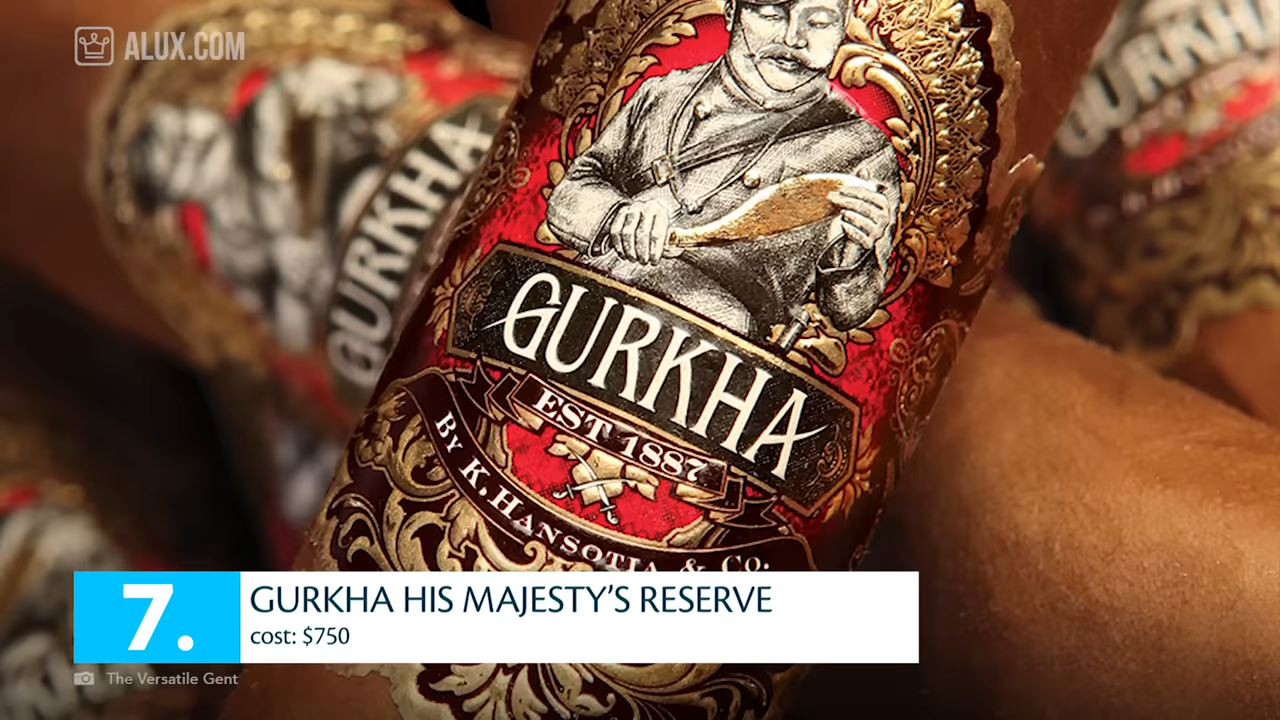 ALUX.COM
GURKHA
GURKHA
GURKHA
EST 1887
BY K. HANSOTIA & CO.
7.
GURKHA HIS MAJESTY'S RESERVE
cost: $750
The Versatile Gent